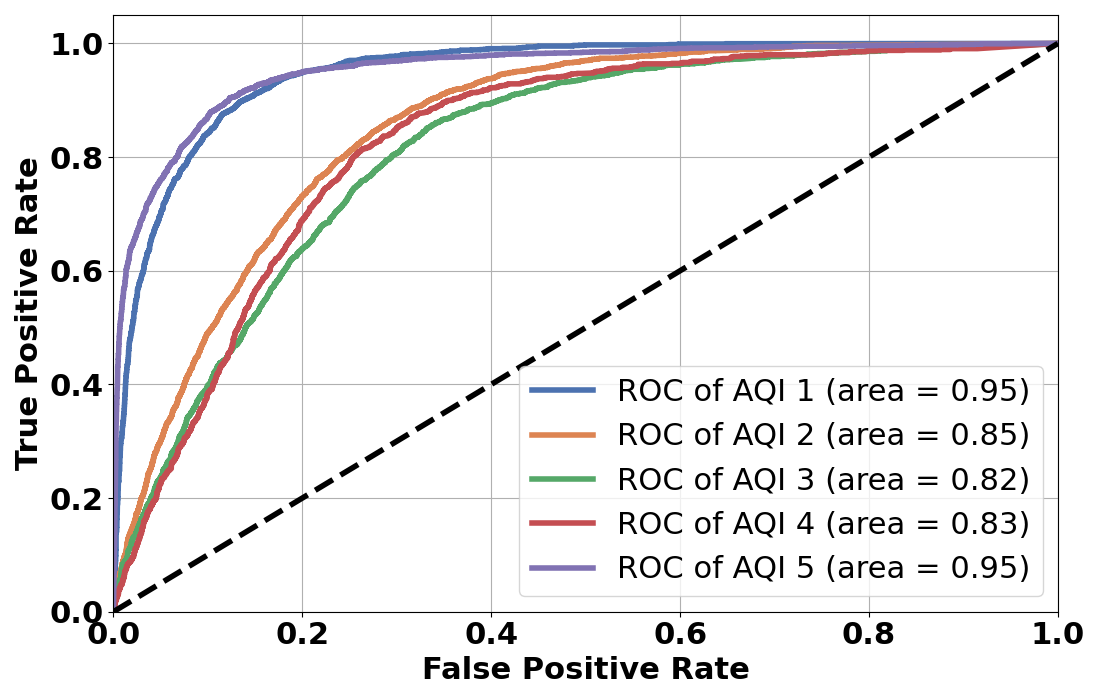 True Positive Rate
1.0
0.8
0.6
0.4
0.2
0.0
ROC of AQI 1 (area = 0.95)
ROC of AQI 2 (area = 0.85)
ROC of AQI 3 (area = 0.82)
ROC of AQI 4 (area = 0.83)
ROC of AQI 5 (area = 0.95)
0.0 0.2 0.4 0.6 0.8 1.0
False Positive Rate